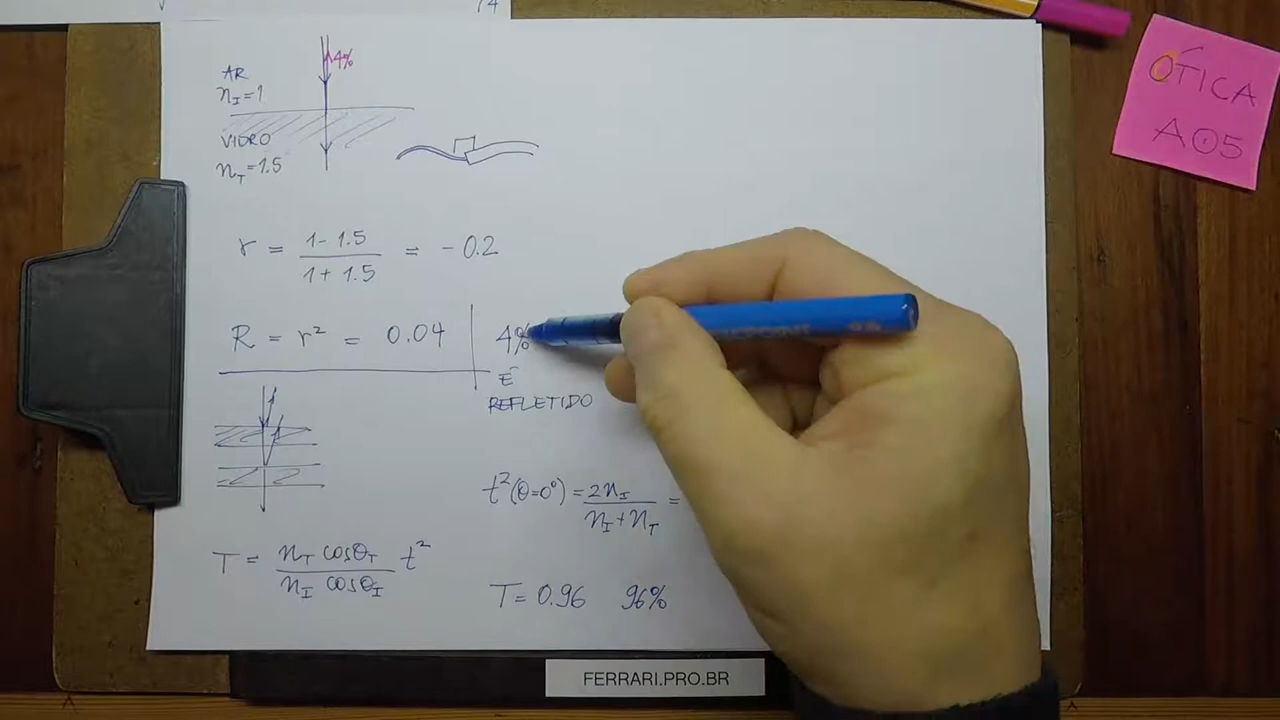 4%
AR
n_I=1
VIDRO
n_T=1.5
r = (1-1.5)/(1+1.5) = -0.2
R = r² = 0.04 | 4%
É
REFLETIDO
t²(θ=0°) = 2n_I/(n_I+n_T) =
T = (n_T cosθ_T)/(n_I cosθ_I) t²
T = 0.96 96%
ÓTICA
A05
FERRARI.PRO.BR